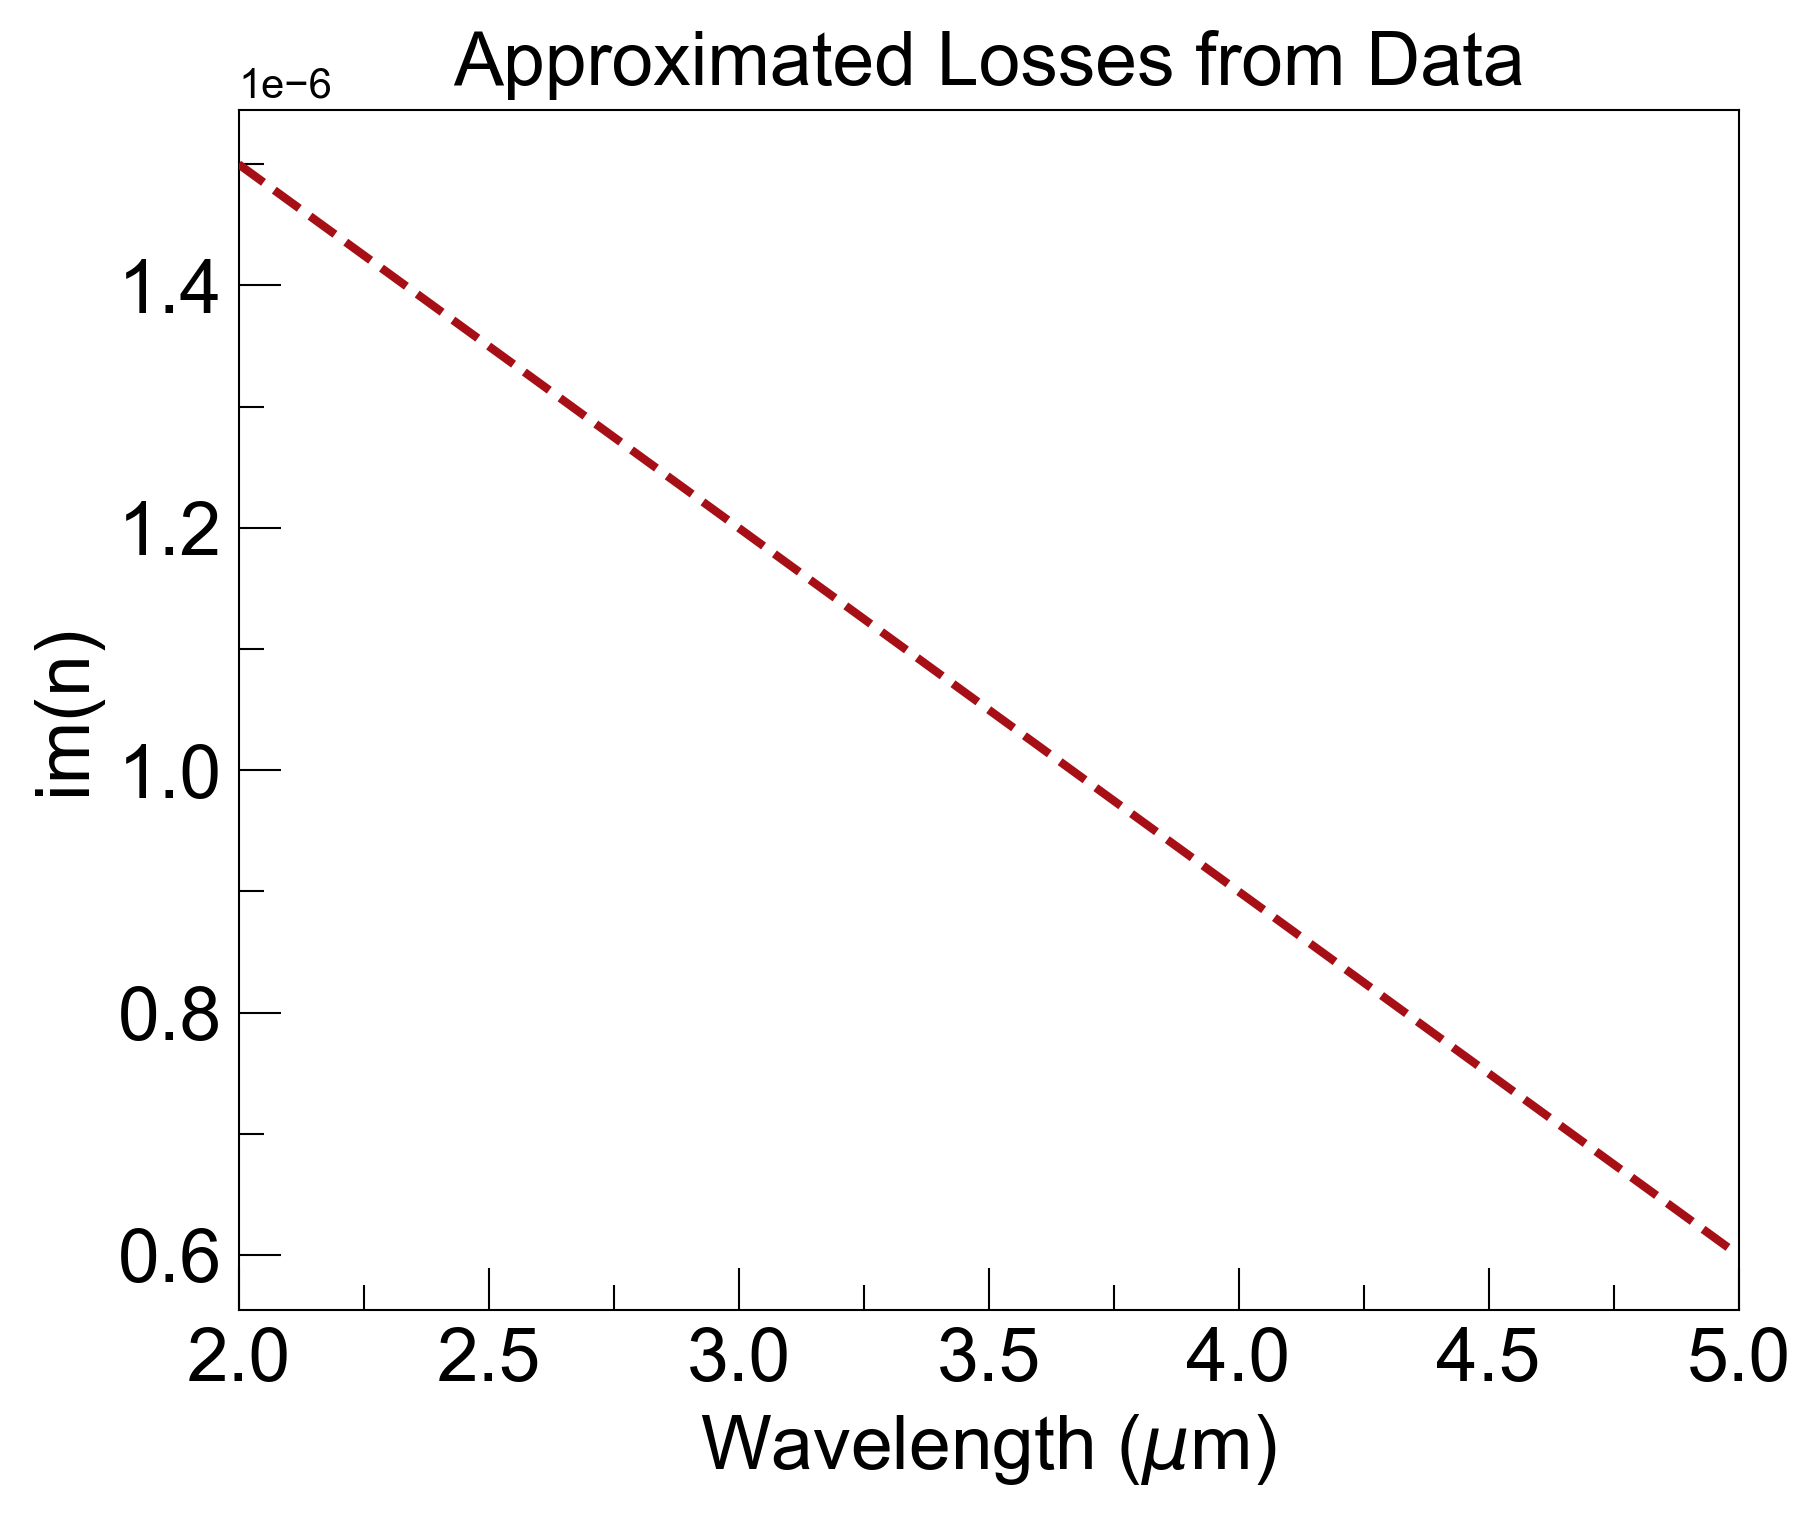 Approximated Losses from Data
1e−6
1.4
1.2
1.0
0.8
0.6
im(n)
2.0 2.5 3.0 3.5 4.0 4.5 5.0
Wavelength (μm)